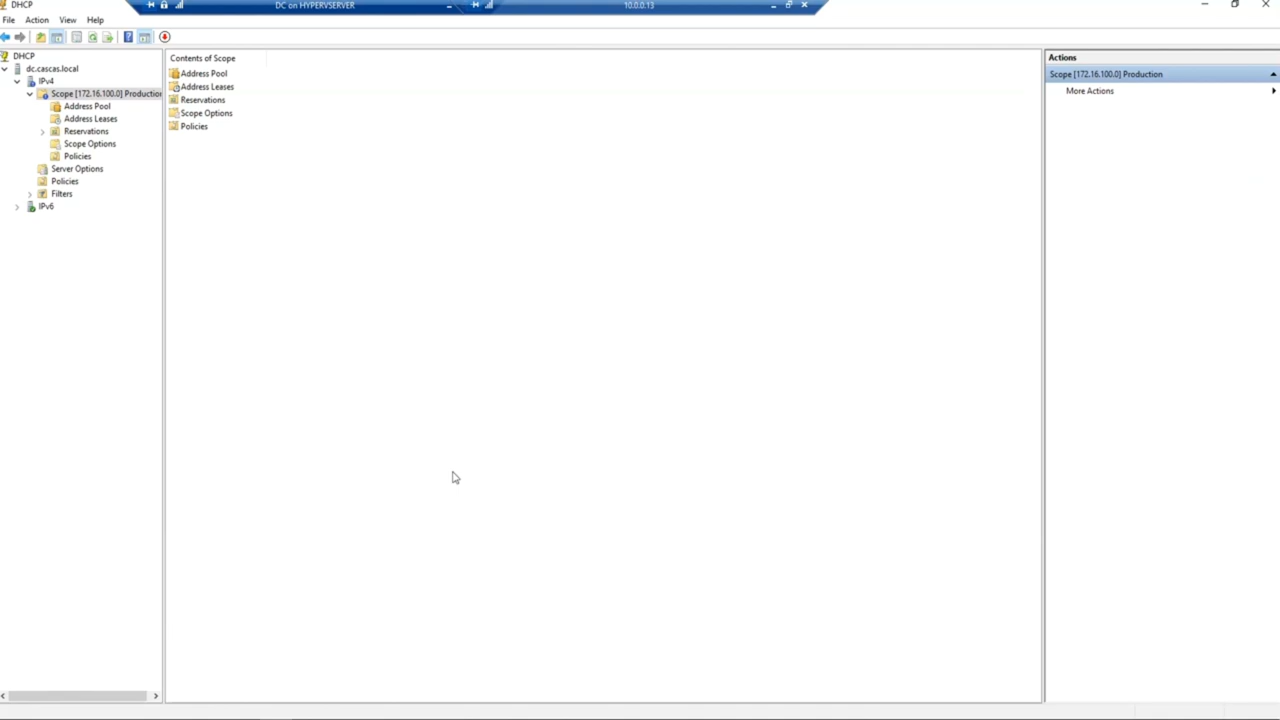 DHCP
DC on HYPERVSERVER
10.0.0.13
File Action View Help
DHCP
dc.cascas.local
IPv4
Scope [172.16.100.0] Production
Address Pool
Address Leases
Reservations
Scope Options
Policies
Server Options
Policies
Filters
IPv6
Contents of Scope
Address Pool
Address Leases
Reservations
Scope Options
Policies
Actions
Scope [172.16.100.0] Production
More Actions